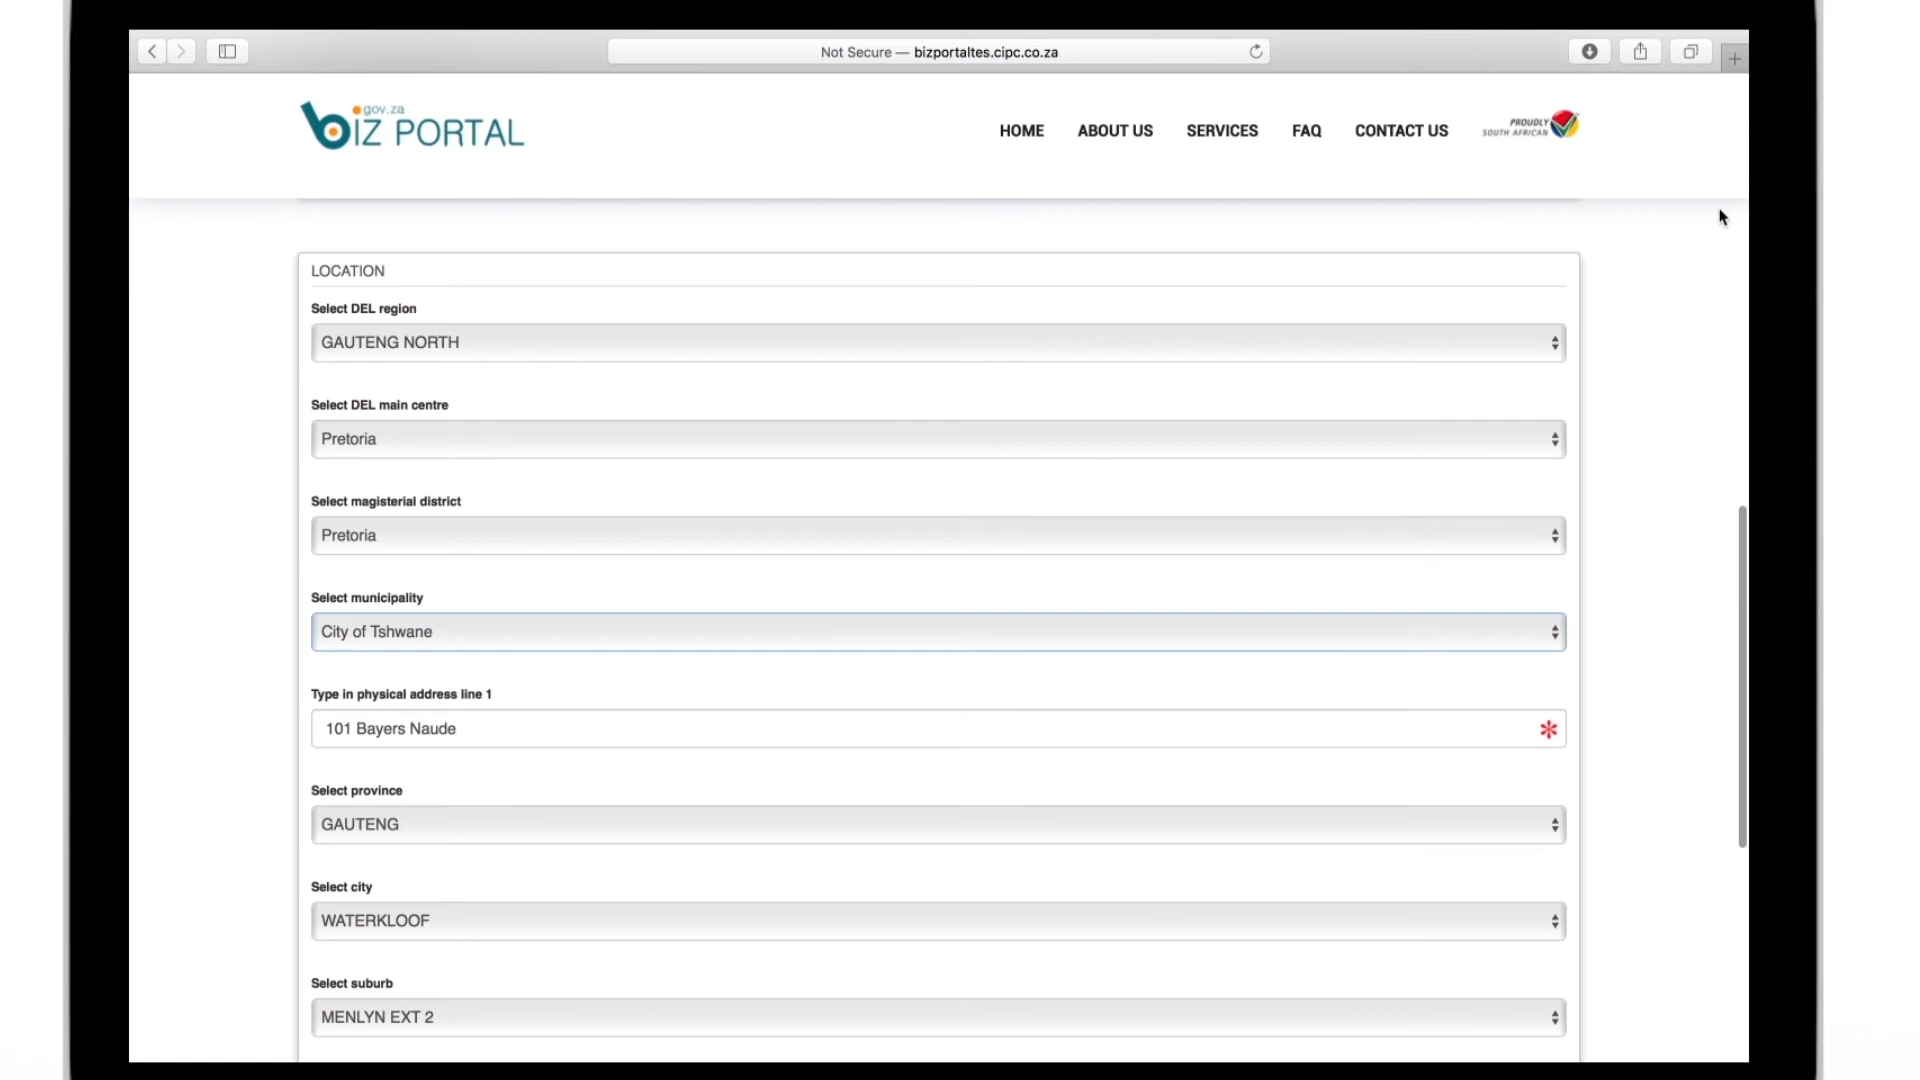 Not Secure — bizportaltes.cipc.co.za
gov.za
biz PORTAL
HOME
ABOUT US
SERVICES
FAQ
CONTACT US
PROUDLY
SOUTH AFRICAN
LOCATION
Select DEL region
GAUTENG NORTH
Select DEL main centre
Pretoria
Select magisterial district
Pretoria
Select municipality
City of Tshwane
Type in physical address line 1
101 Bayers Naude
Select province
GAUTENG
Select city
WATERKLOOF
Select suburb
MENLYN EXT 2